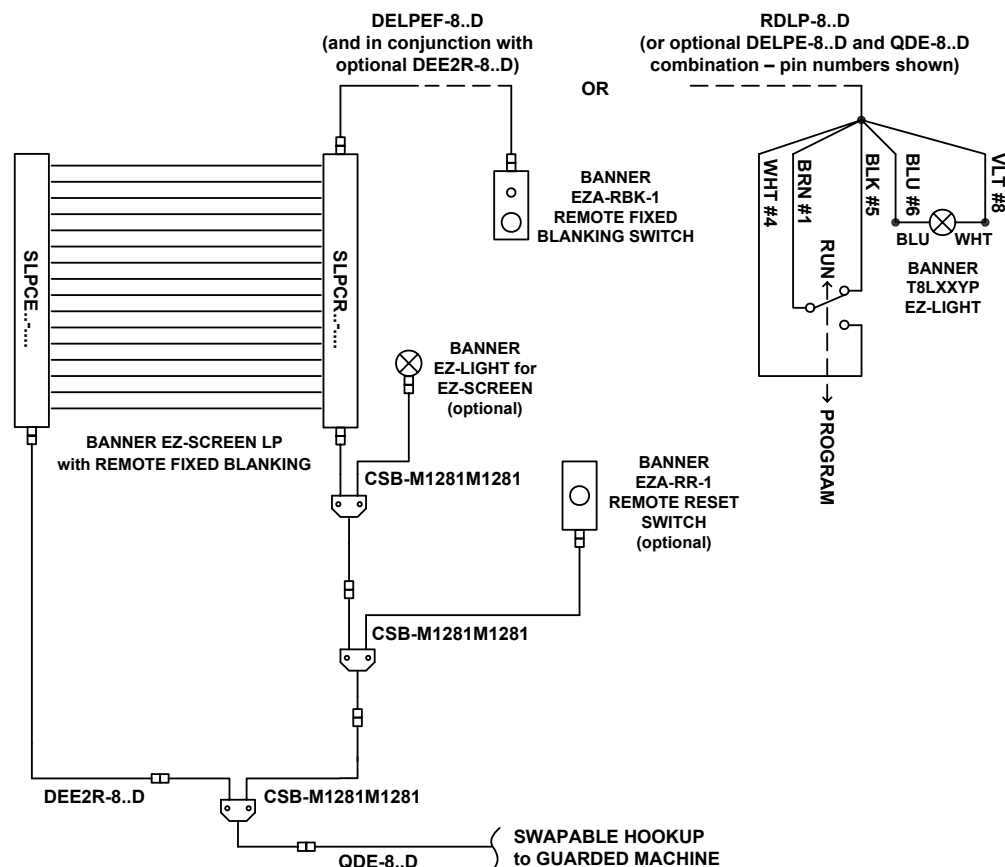 DELPEF-8..D
(and in conjunction with
optional DEE2R-8..D)
OR
RDLP-8..D
(or optional DELPE-8..D and QDE-8..D
combination – pin numbers shown)
SLPCE..-....
SLPCR..-....
BANNER
EZA-RBK-1
REMOTE FIXED
BLANKING SWITCH
WHT #4
BRN #1
BLK #5
BLU #6
VLT #8
BLU
WHT
RUN
PROGRAM
BANNER
T8LXXYP
EZ-LIGHT
BANNER
EZ-LIGHT for
EZ-SCREEN
(optional)
BANNER EZ-SCREEN LP
with REMOTE FIXED BLANKING
CSB-M1281M1281
BANNER
EZA-RR-1
REMOTE RESET
SWITCH
(optional)
CSB-M1281M1281
DEE2R-8..D
CSB-M1281M1281
QDE-8..D
SWAPABLE HOOKUP
to GUARDED MACHINE